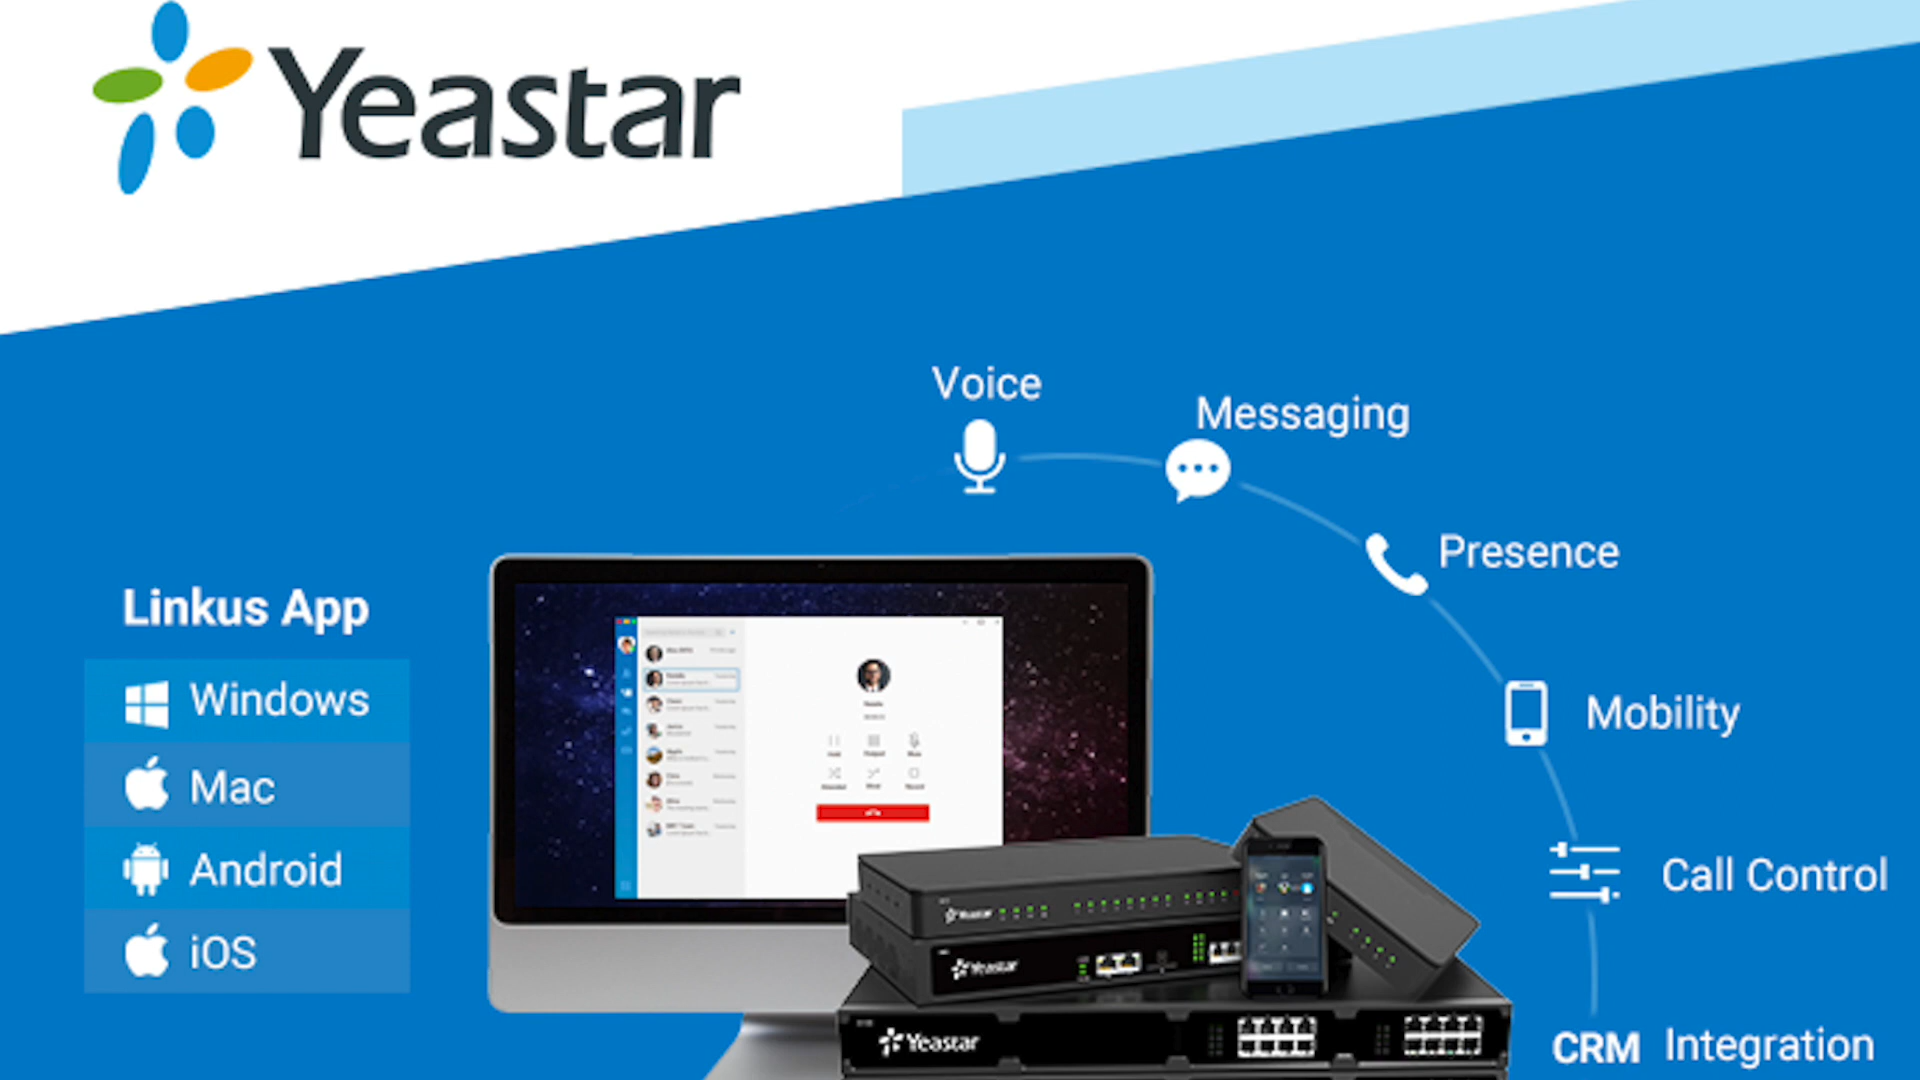 Yeastar
Voice
Messaging
Presence
Linkus App
Windows
Mobility
Mac
Android
Call Control
iOS
Yeastar
Yeastar
Yeastar
CRM Integration